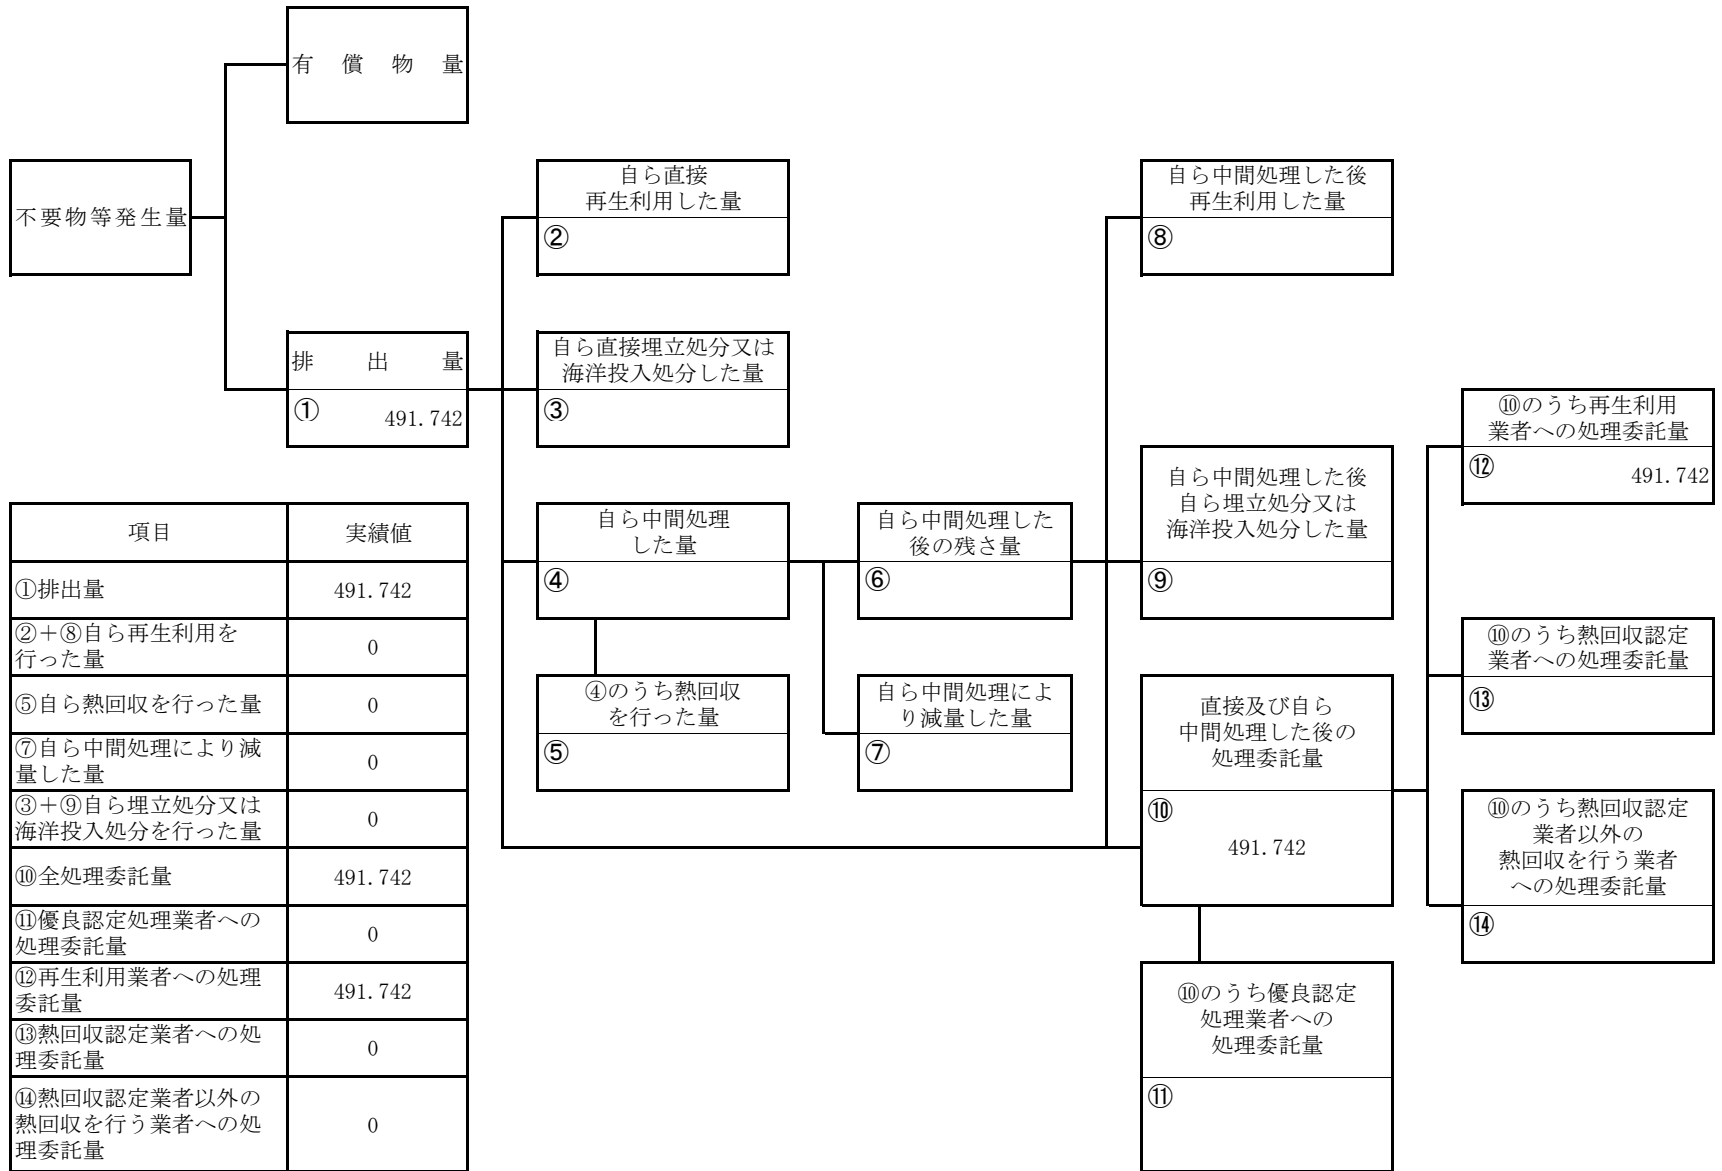 有償物量
不要物等発生量
排出量
① 491.742
自ら直接
再生利用した量
②
自ら直接埋立処分又は
海洋投入処分した量
③
自ら中間処理
した量
④
④のうち熱回収
を行った量
⑤
自ら中間処理した
後の残さ量
⑥
自ら中間処理によ
り減量した量
⑦
自ら中間処理した後
再生利用した量
⑧
自ら中間処理した後
自ら埋立処分又は
海洋投入処分した量
⑨
直接及び自ら
中間処理した後の
処理委託量
⑩
491.742
⑩のうち優良認定
処理業者への
処理委託量
⑪
⑩のうち再生利用
業者への処理委託量
⑫ 491.742
⑩のうち熱回収認定
業者への処理委託量
⑬
⑩のうち熱回収認定
業者以外の
熱回収を行う業者
への処理委託量
⑭
項目 実績値
①排出量 491.742
②+⑧自ら再生利用を
行った量 0
⑤自ら熱回収を行った量 0
⑦自ら中間処理により減
量した量 0
③+⑨自ら埋立処分又は
海洋投入処分を行った量 0
⑩全処理委託量 491.742
⑪優良認定処理業者への
処理委託量 0
⑫再生利用業者への処理
委託量 491.742
⑬熱回収認定業者への処
理委託量 0
⑭熱回収認定業者以外の
熱回収を行う業者への処
理委託量 0